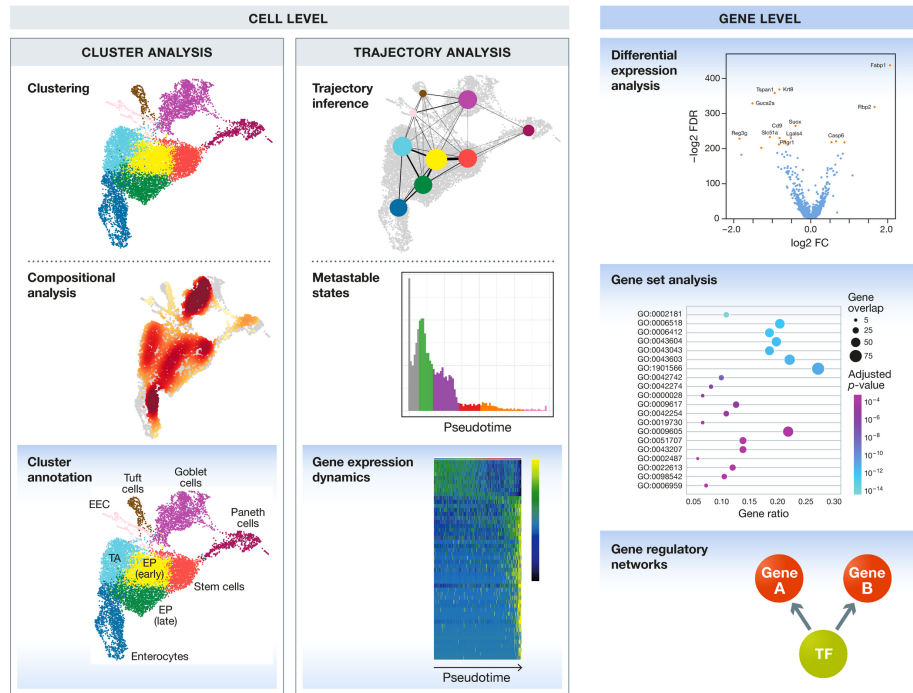 CELL LEVEL
CLUSTER ANALYSIS
Clustering
Compositional
analysis
Cluster
annotation
Tuft
cells
Goblet
cells
EEC
Paneth
cells
TA
EP
(early)
Stem cells
EP
(late)
Enterocytes
TRAJECTORY ANALYSIS
Trajectory
inference
Metastable
states
Pseudotime
Gene expression
dynamics
Pseudotime
GENE LEVEL
Differential
expression
analysis
Fabp1
400
Tspan1
Krt8
Guca2a
Rbp2
300
Suox
Cd9
Reg3g
Slc51a
Lgals4
Casp6
Pfigr1
200
100
0
−2.0
−1.0
0.0
1.0
2.0
−log2 FDR
log2 FC
Gene set analysis
GO:0002181
GO:0006518
GO:0006412
GO:0043604
GO:0043043
GO:0043603
GO:1901566
GO:0042742
GO:0042274
GO:0000028
GO:0009617
GO:0042254
GO:0019730
GO:0009605
GO:0051707
GO:0043207
GO:0002487
GO:0022613
GO:0098542
GO:0006959
0.05
0.10
0.15
0.20
0.25
0.30
Gene ratio
Gene
overlap
5
25
50
75
Adjusted
p-value
10⁻⁴
10⁻⁶
10⁻⁸
10⁻¹⁰
10⁻¹²
10⁻¹⁴
Gene regulatory
networks
Gene
A
Gene
B
TF